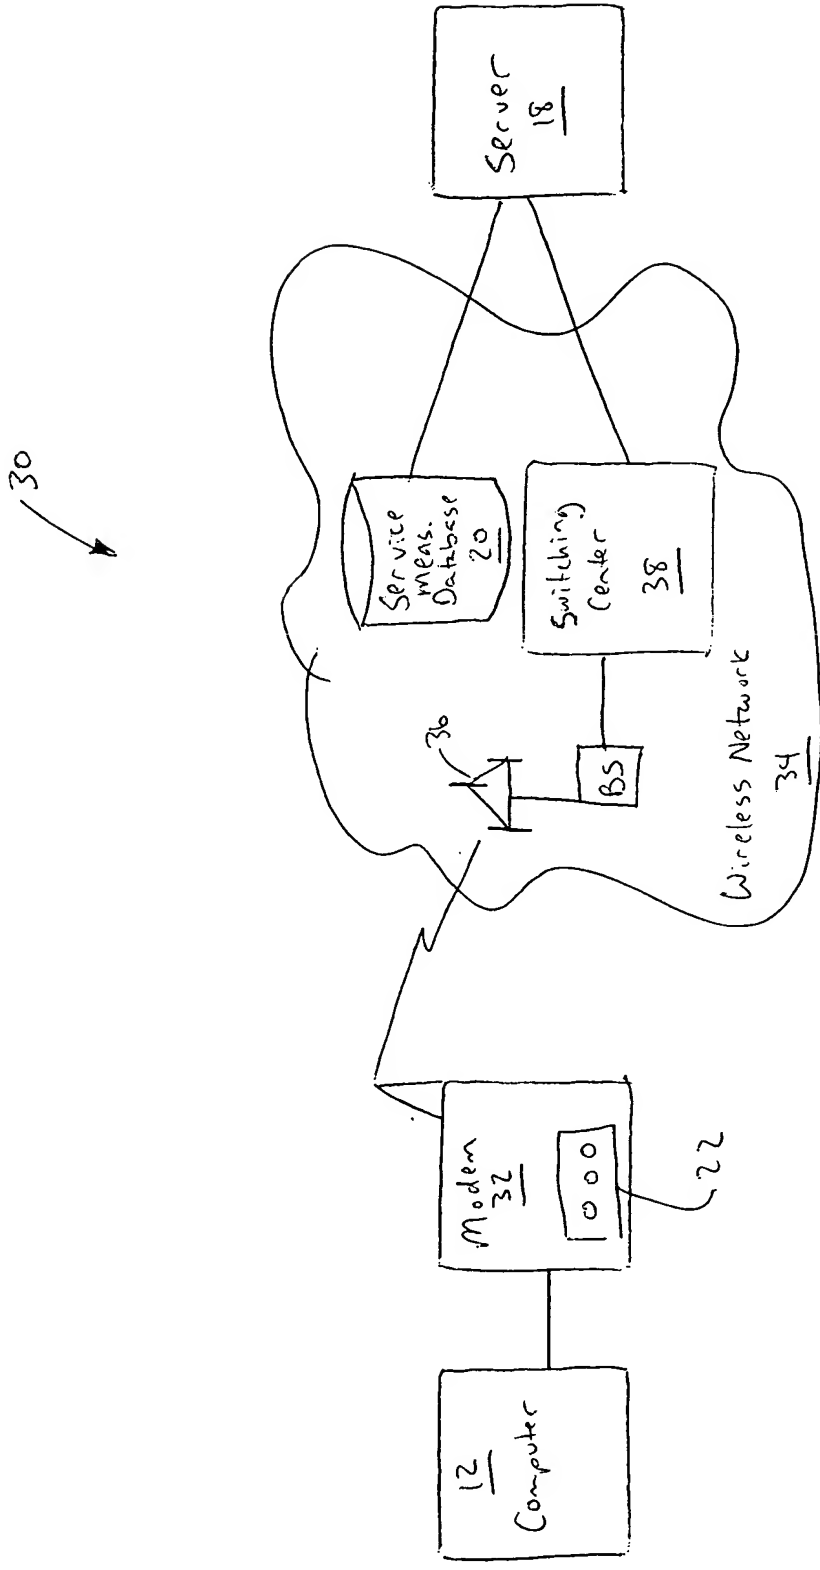 30
12
Computer
Modem
32
22
36
BS
Service
Meas.
Database
20
Switching
Center
38
Wireless Network
34
Server
18